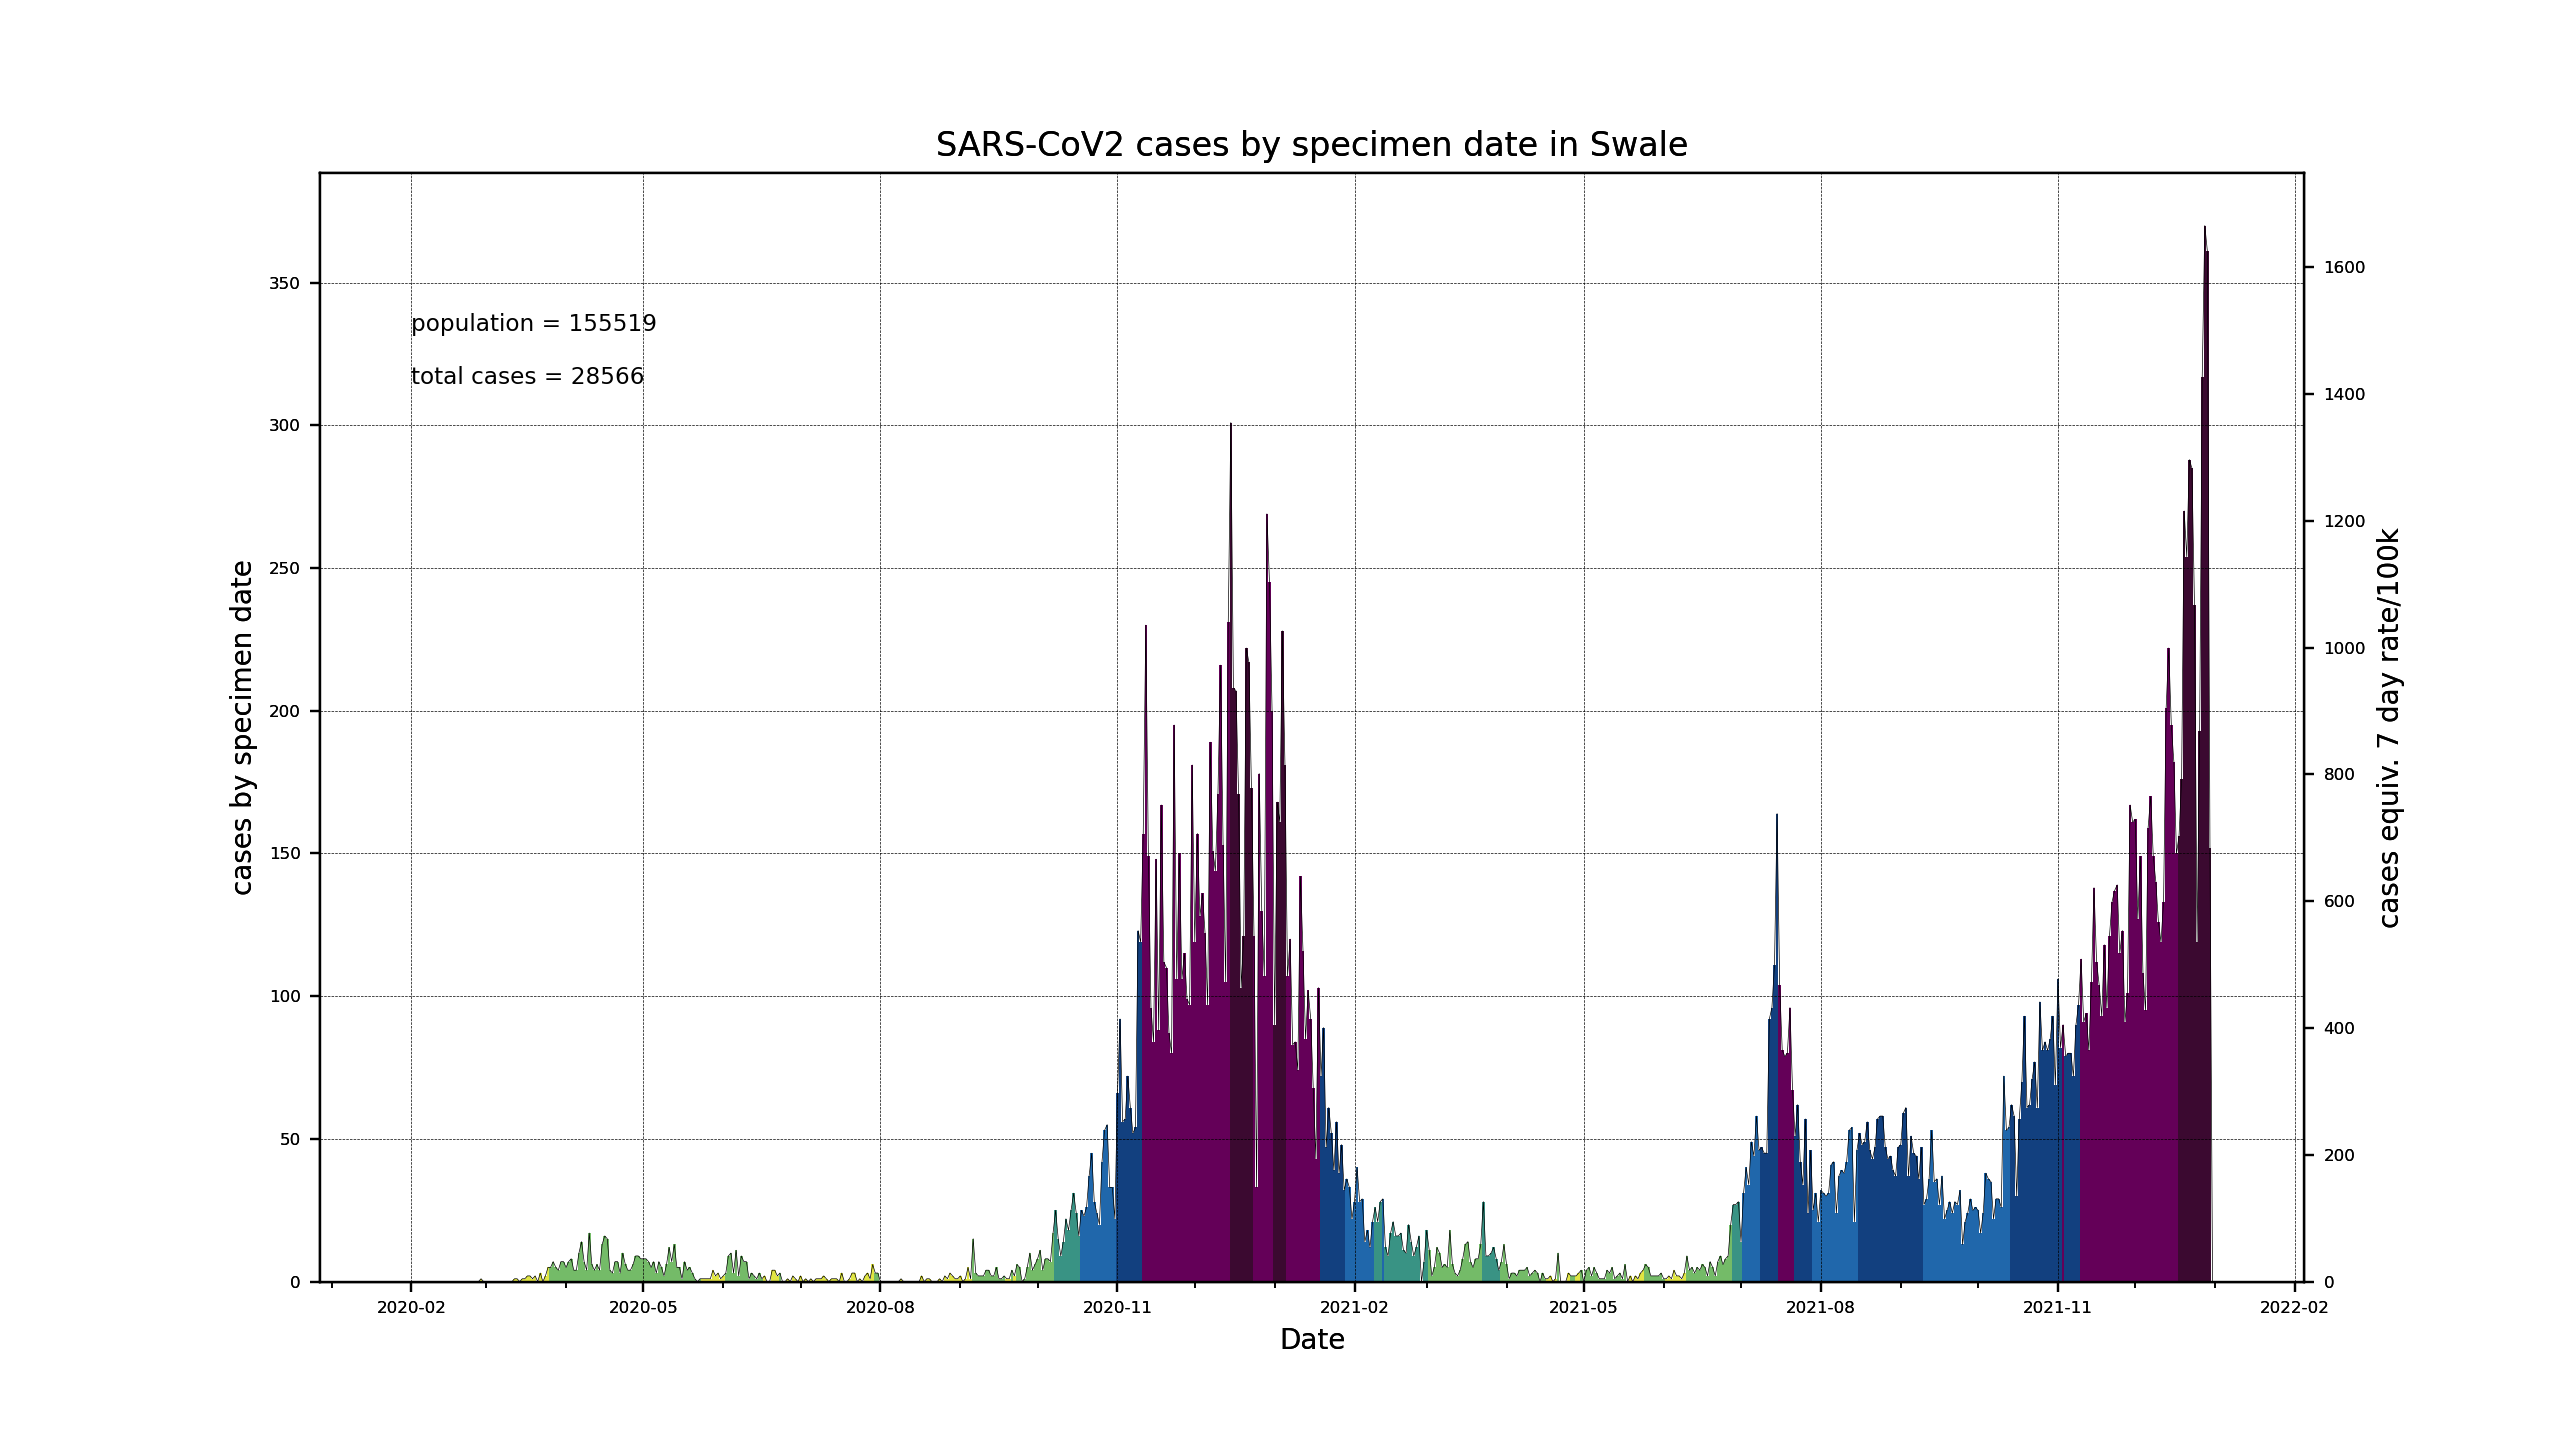 SARS-CoV2 cases by specimen date in Swale
population = 155519
total cases = 28566
cases by specimen date
350
300
250
200
150
100
50
0
1600
1400
1200
1000
800
600
400
200
0
cases equiv. 7 day rate/100k
2020-02 2020-05 2020-08 2020-11 2021-02 2021-05 2021-08 2021-11 2022-02
Date